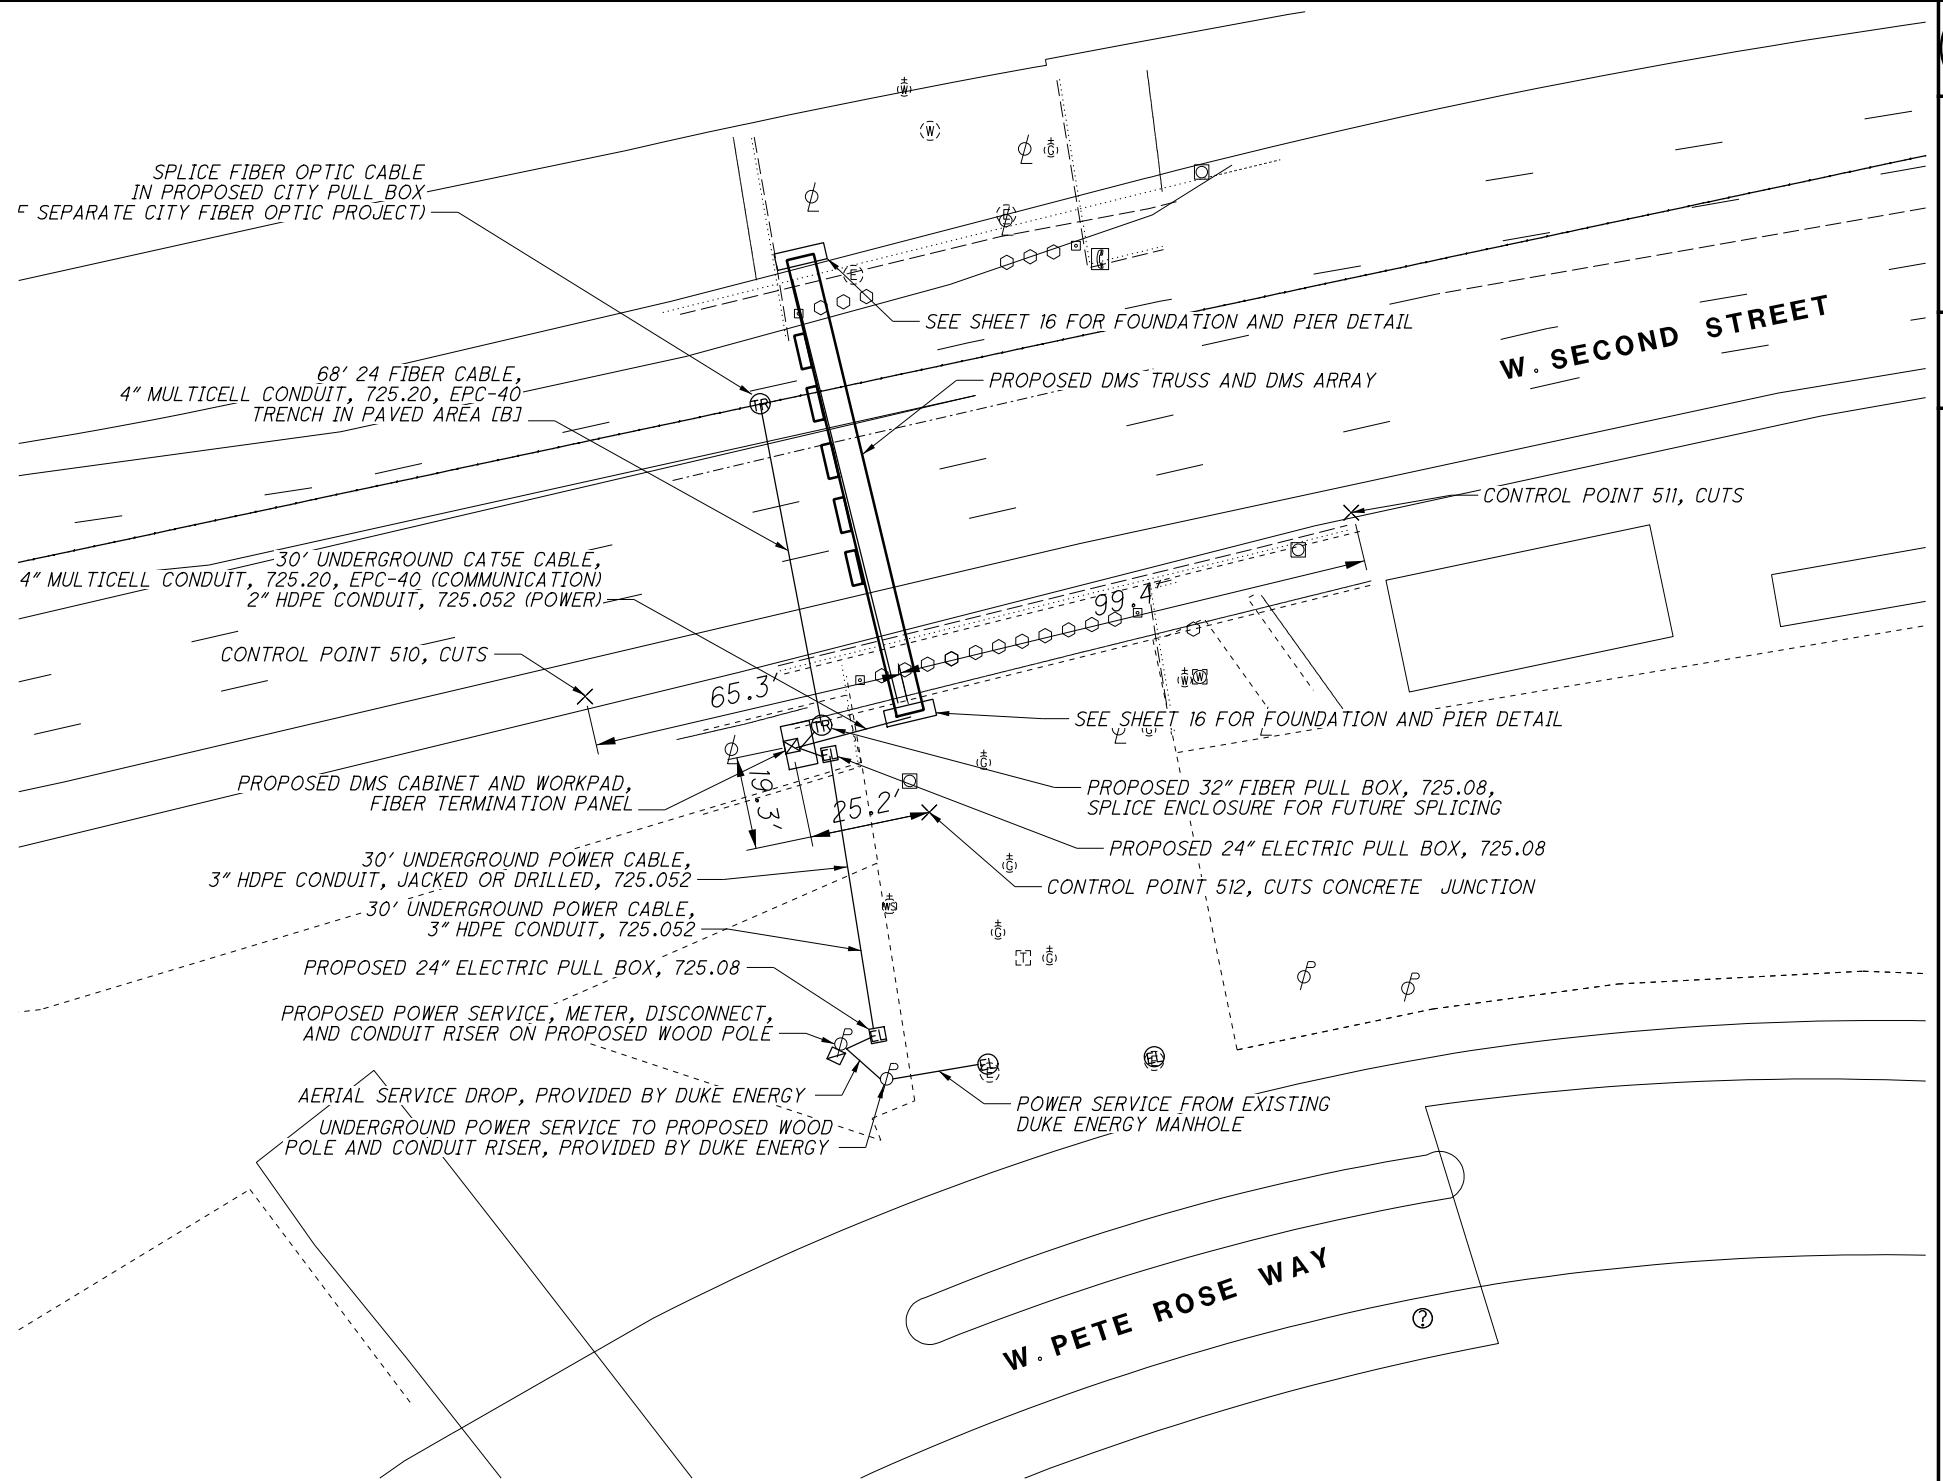 SPLICE FIBER OPTIC CABLE
IN PROPOSED CITY PULL BOX
SEPARATE CITY FIBER OPTIC PROJECT)
SEE SHEET 16 FOR FOUNDATION AND PIER DETAIL
W. SECOND STREET
68' 24 FIBER CABLE,
4" MULTICELL CONDUIT, 725.20, EPC-40
TRENCH IN PAVED AREA [B]
PROPOSED DMS TRUSS AND DMS ARRAY
CONTROL POINT 511, CUTS
30' UNDERGROUND CAT5E CABLE,
4" MULTICELL CONDUIT, 725.20, EPC-40 (COMMUNICATION)
2" HDPE CONDUIT, 725.052 (POWER)
99.4'
CONTROL POINT 510, CUTS
65.3'
SEE SHEET 16 FOR FOUNDATION AND PIER DETAIL
PROPOSED DMS CABINET AND WORKPAD,
FIBER TERMINATION PANEL
19.3'
25.2'
PROPOSED 32" FIBER PULL BOX, 725.08,
SPLICE ENCLOSURE FOR FUTURE SPLICING
PROPOSED 24" ELECTRIC PULL BOX, 725.08
30' UNDERGROUND POWER CABLE,
3" HDPE CONDUIT, JACKED OR DRILLED, 725.052
CONTROL POINT 512, CUTS CONCRETE JUNCTION
30' UNDERGROUND POWER CABLE,
3" HDPE CONDUIT, 725.052
PROPOSED 24" ELECTRIC PULL BOX, 725.08
PROPOSED POWER SERVICE, METER, DISCONNECT,
AND CONDUIT RISER ON PROPOSED WOOD POLE
AERIAL SERVICE DROP, PROVIDED BY DUKE ENERGY
POWER SERVICE FROM EXISTING
DUKE ENERGY MANHOLE
UNDERGROUND POWER SERVICE TO PROPOSED WOOD
POLE AND CONDUIT RISER, PROVIDED BY DUKE ENERGY
W. PETE ROSE WAY
W
W
G
E
TR
TR
EL
W
W
G
G
G
WS
G
T
G
EL
EL
E
EL
?